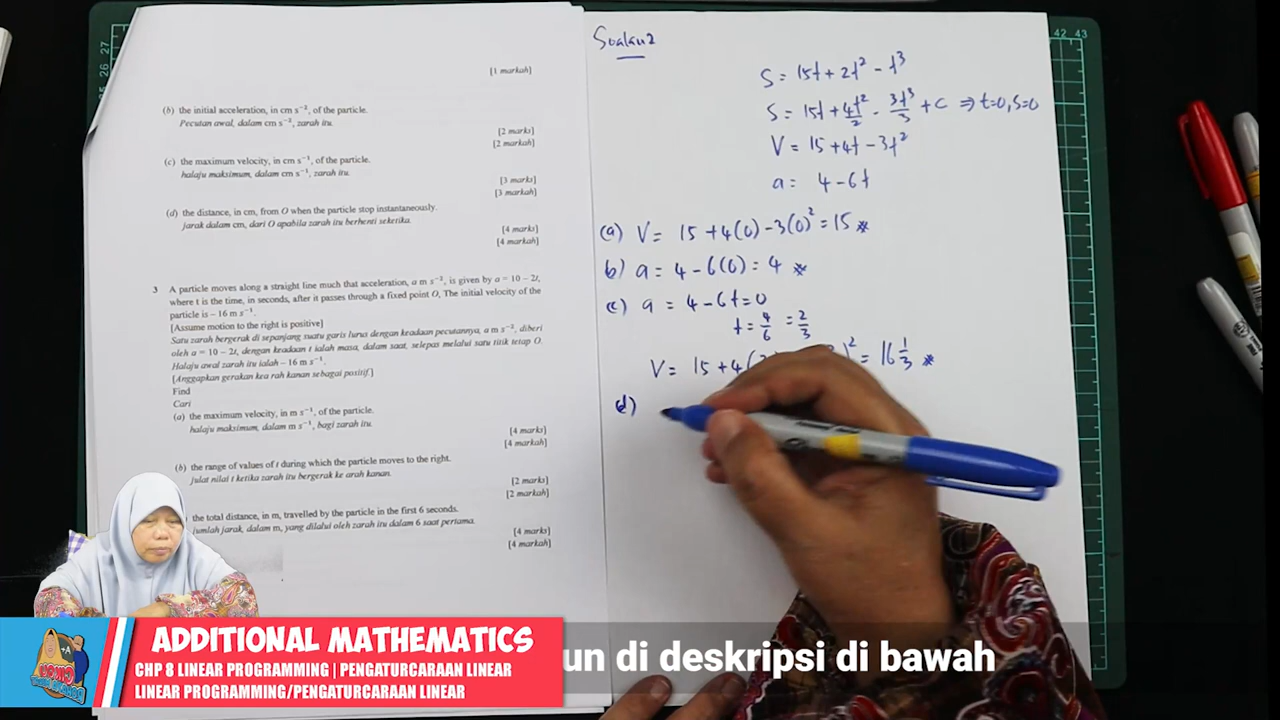 [1 markah]
(b) the initial acceleration, in cm s⁻², of the particle.
Pecutan awal, dalam cm s⁻², zarah itu.
[2 marks]
[2 markah]
(c) the maximum velocity, in cm s⁻¹, of the particle.
halaju maksimum, dalam cm s⁻¹, zarah itu.
[3 marks]
[3 markah]
(d) the distance, in cm, from O when the particle stop instantaneously.
jarak dalam cm, dari O apabila zarah itu berhenti seketika.
[4 marks]
[4 markah]
3 A particle moves along a straight line much that acceleration, a m s⁻², is given by a = 10 – 2t,
where t is the time, in seconds, after it passes through a fixed point O, The initial velocity of the
particle is – 16 m s⁻¹.
[Assume motion to the right is positive]
Satu zarah bergerak di sepanjang suatu garis lurus dengan keadaan pecutannya, a m s⁻², diberi
oleh a = 10 – 2t, dengan keadaan t ialah masa, dalam saat, selepas melalui satu titik tetap O.
Halaju awal zarah itu ialah – 16 m s⁻¹.
[Anggapkan gerakan kea rah kanan sebagai positif.]
Find
Cari
(a) the maximum velocity, in m s⁻¹, of the particle.
halaju maksimum, dalam m s⁻¹, bagi zarah itu.
[4 marks]
[4 markah]
(b) the range of values of t during which the particle moves to the right.
julat nilai t ketika zarah itu bergerak ke arah kanan.
[2 marks]
[2 markah]
the total distance, in m, travelled by the particle in the first 6 seconds.
jumlah jarak, dalam m, yang dilalui oleh zarah itu dalam 6 saat pertama.
[4 marks]
[4 markah]
Soalan 2
S = 15t + 2t² - t³
S = 15t + 4t²/2 - 3t³/3 + C ⇒ t=0, S=0
V = 15 + 4t - 3t²
a = 4 - 6t
(a) V = 15 + 4(0) - 3(0)² = 15
b) a = 4 - 6(0) = 4
(c) a = 4 - 6t = 0
t = 4/6 = 2/3
V = 15 + 4( )² = 16 1/3
d)
27
26
25
42 43
ADDITIONAL MATHEMATICS
CHP 8 LINEAR PROGRAMMING | PENGATURCARAAN LINEAR
LINEAR PROGRAMMING/PENGATURCARAAN LINEAR
un di deskripsi di bawah